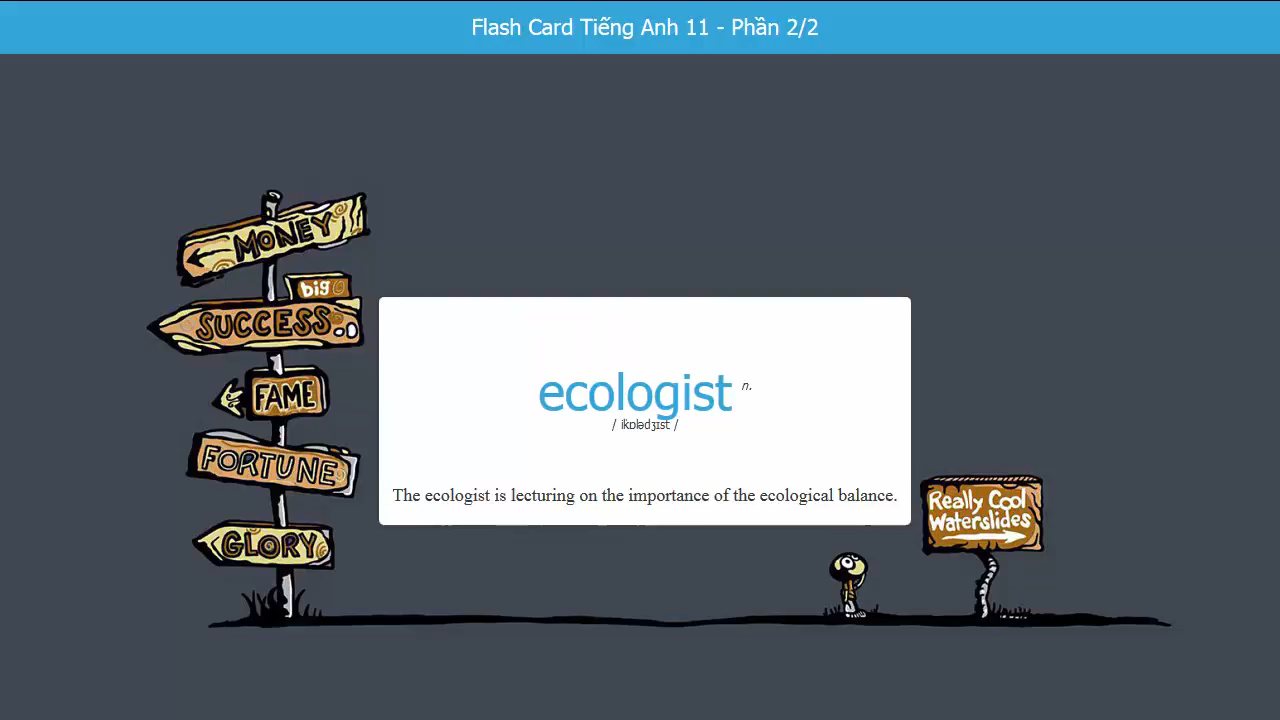 Flash Card Tiếng Anh 11 - Phần 2/2
MONEY
big
SUCCESS..
FAME
FORTUNE
GLORY
ecologist n.
/ ikɒlədʒɪst /
The ecologist is lecturing on the importance of the ecological balance.
Really Cool
Waterslides